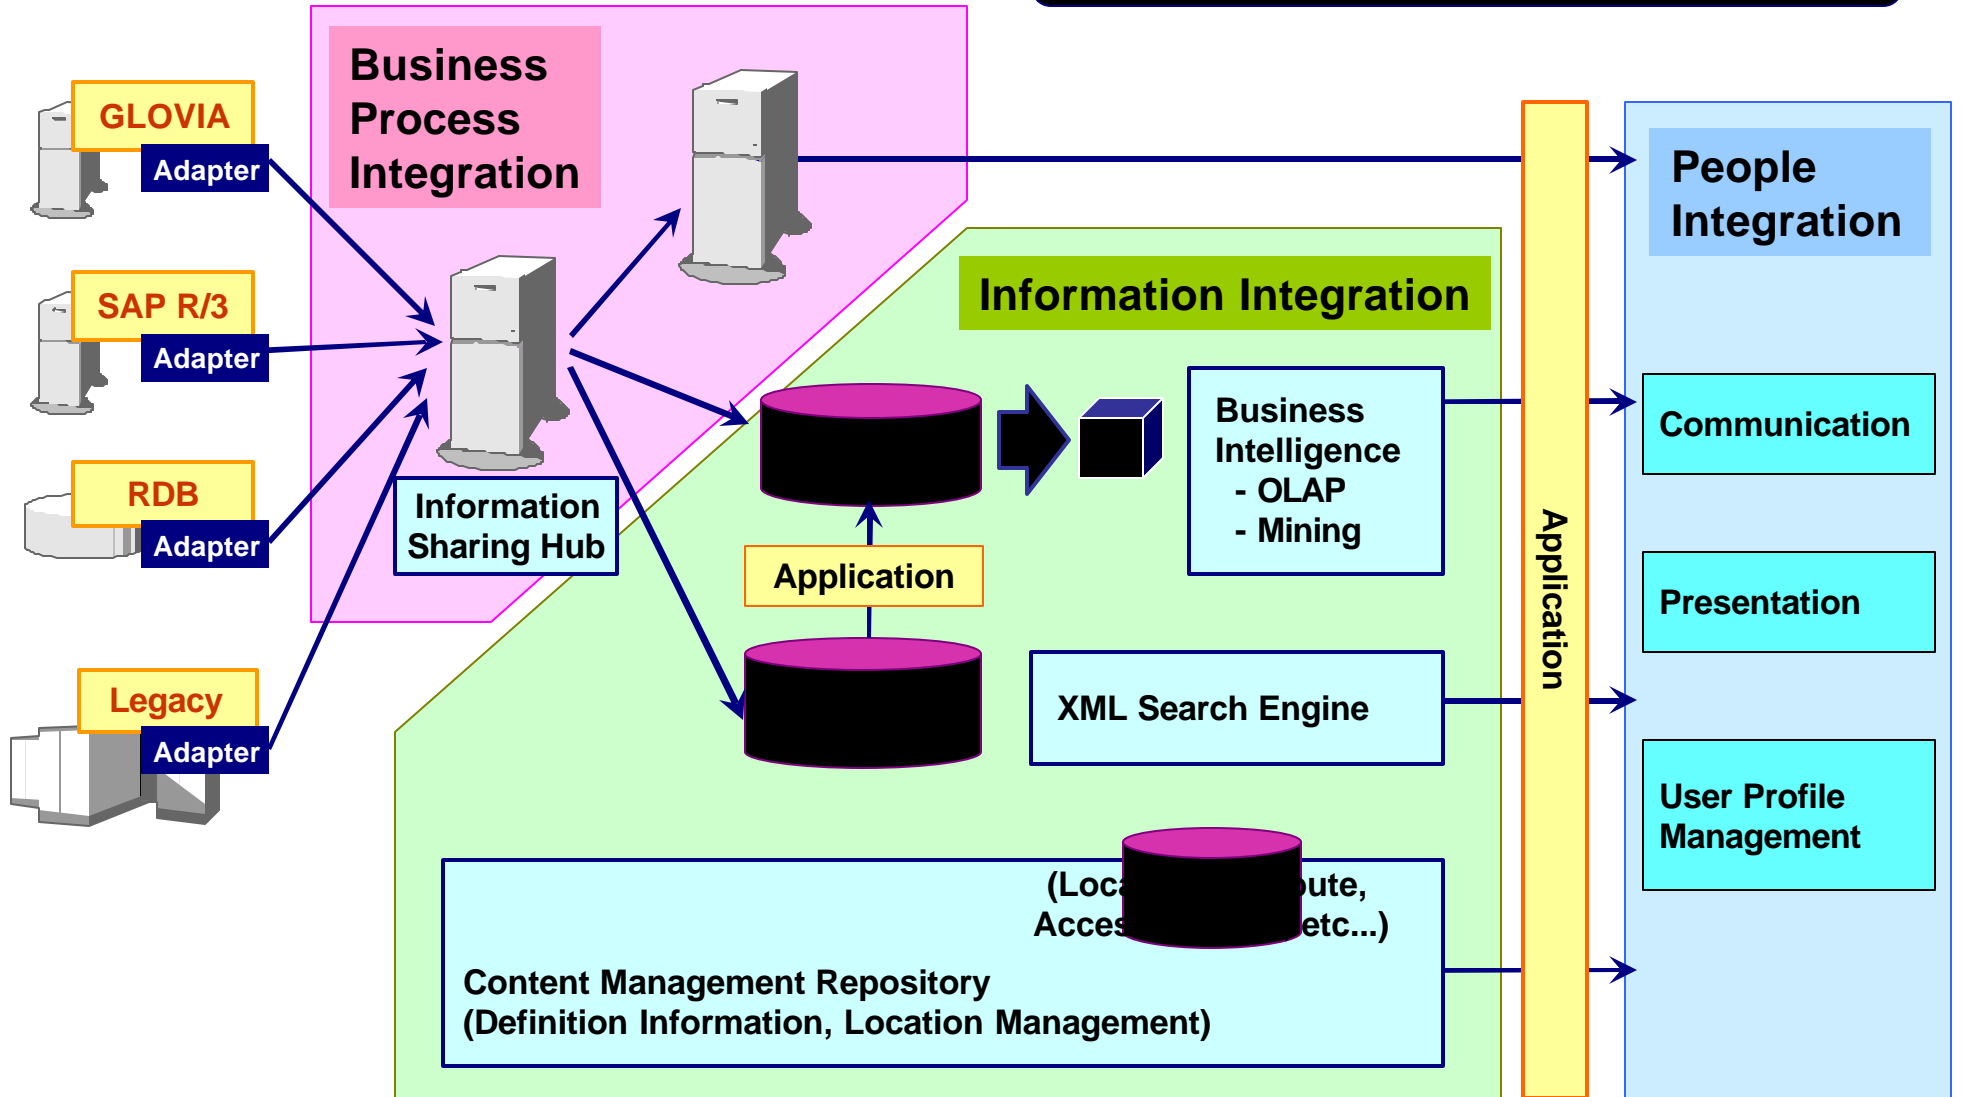 Business
Process
Integration
GLOVIA
Adapter
SAP R/3
Adapter
RDB
Adapter
Legacy
Adapter
Information
Sharing Hub
Information Integration
Business
Intelligence
- OLAP
- Mining
Application
XML Search Engine
etc...)
Content Management Repository
(Definition Information, Location Management)
Application
People
Integration
Communication
Presentation
User Profile
Management